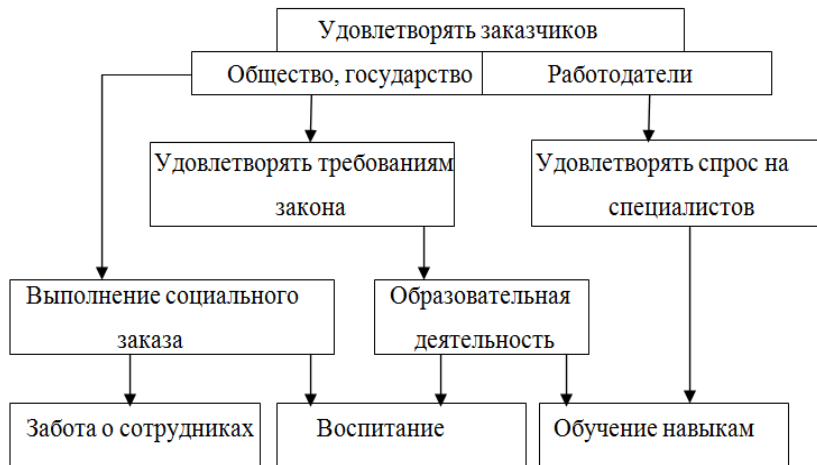 Удовлетворять заказчиков
Общество, государство
Работодатели
Удовлетворять требованиям
закона
Удовлетворять спрос на
специалистов
Выполнение социального
заказа
Образовательная
деятельность
Забота о сотрудниках
Воспитание
Обучение навыкам